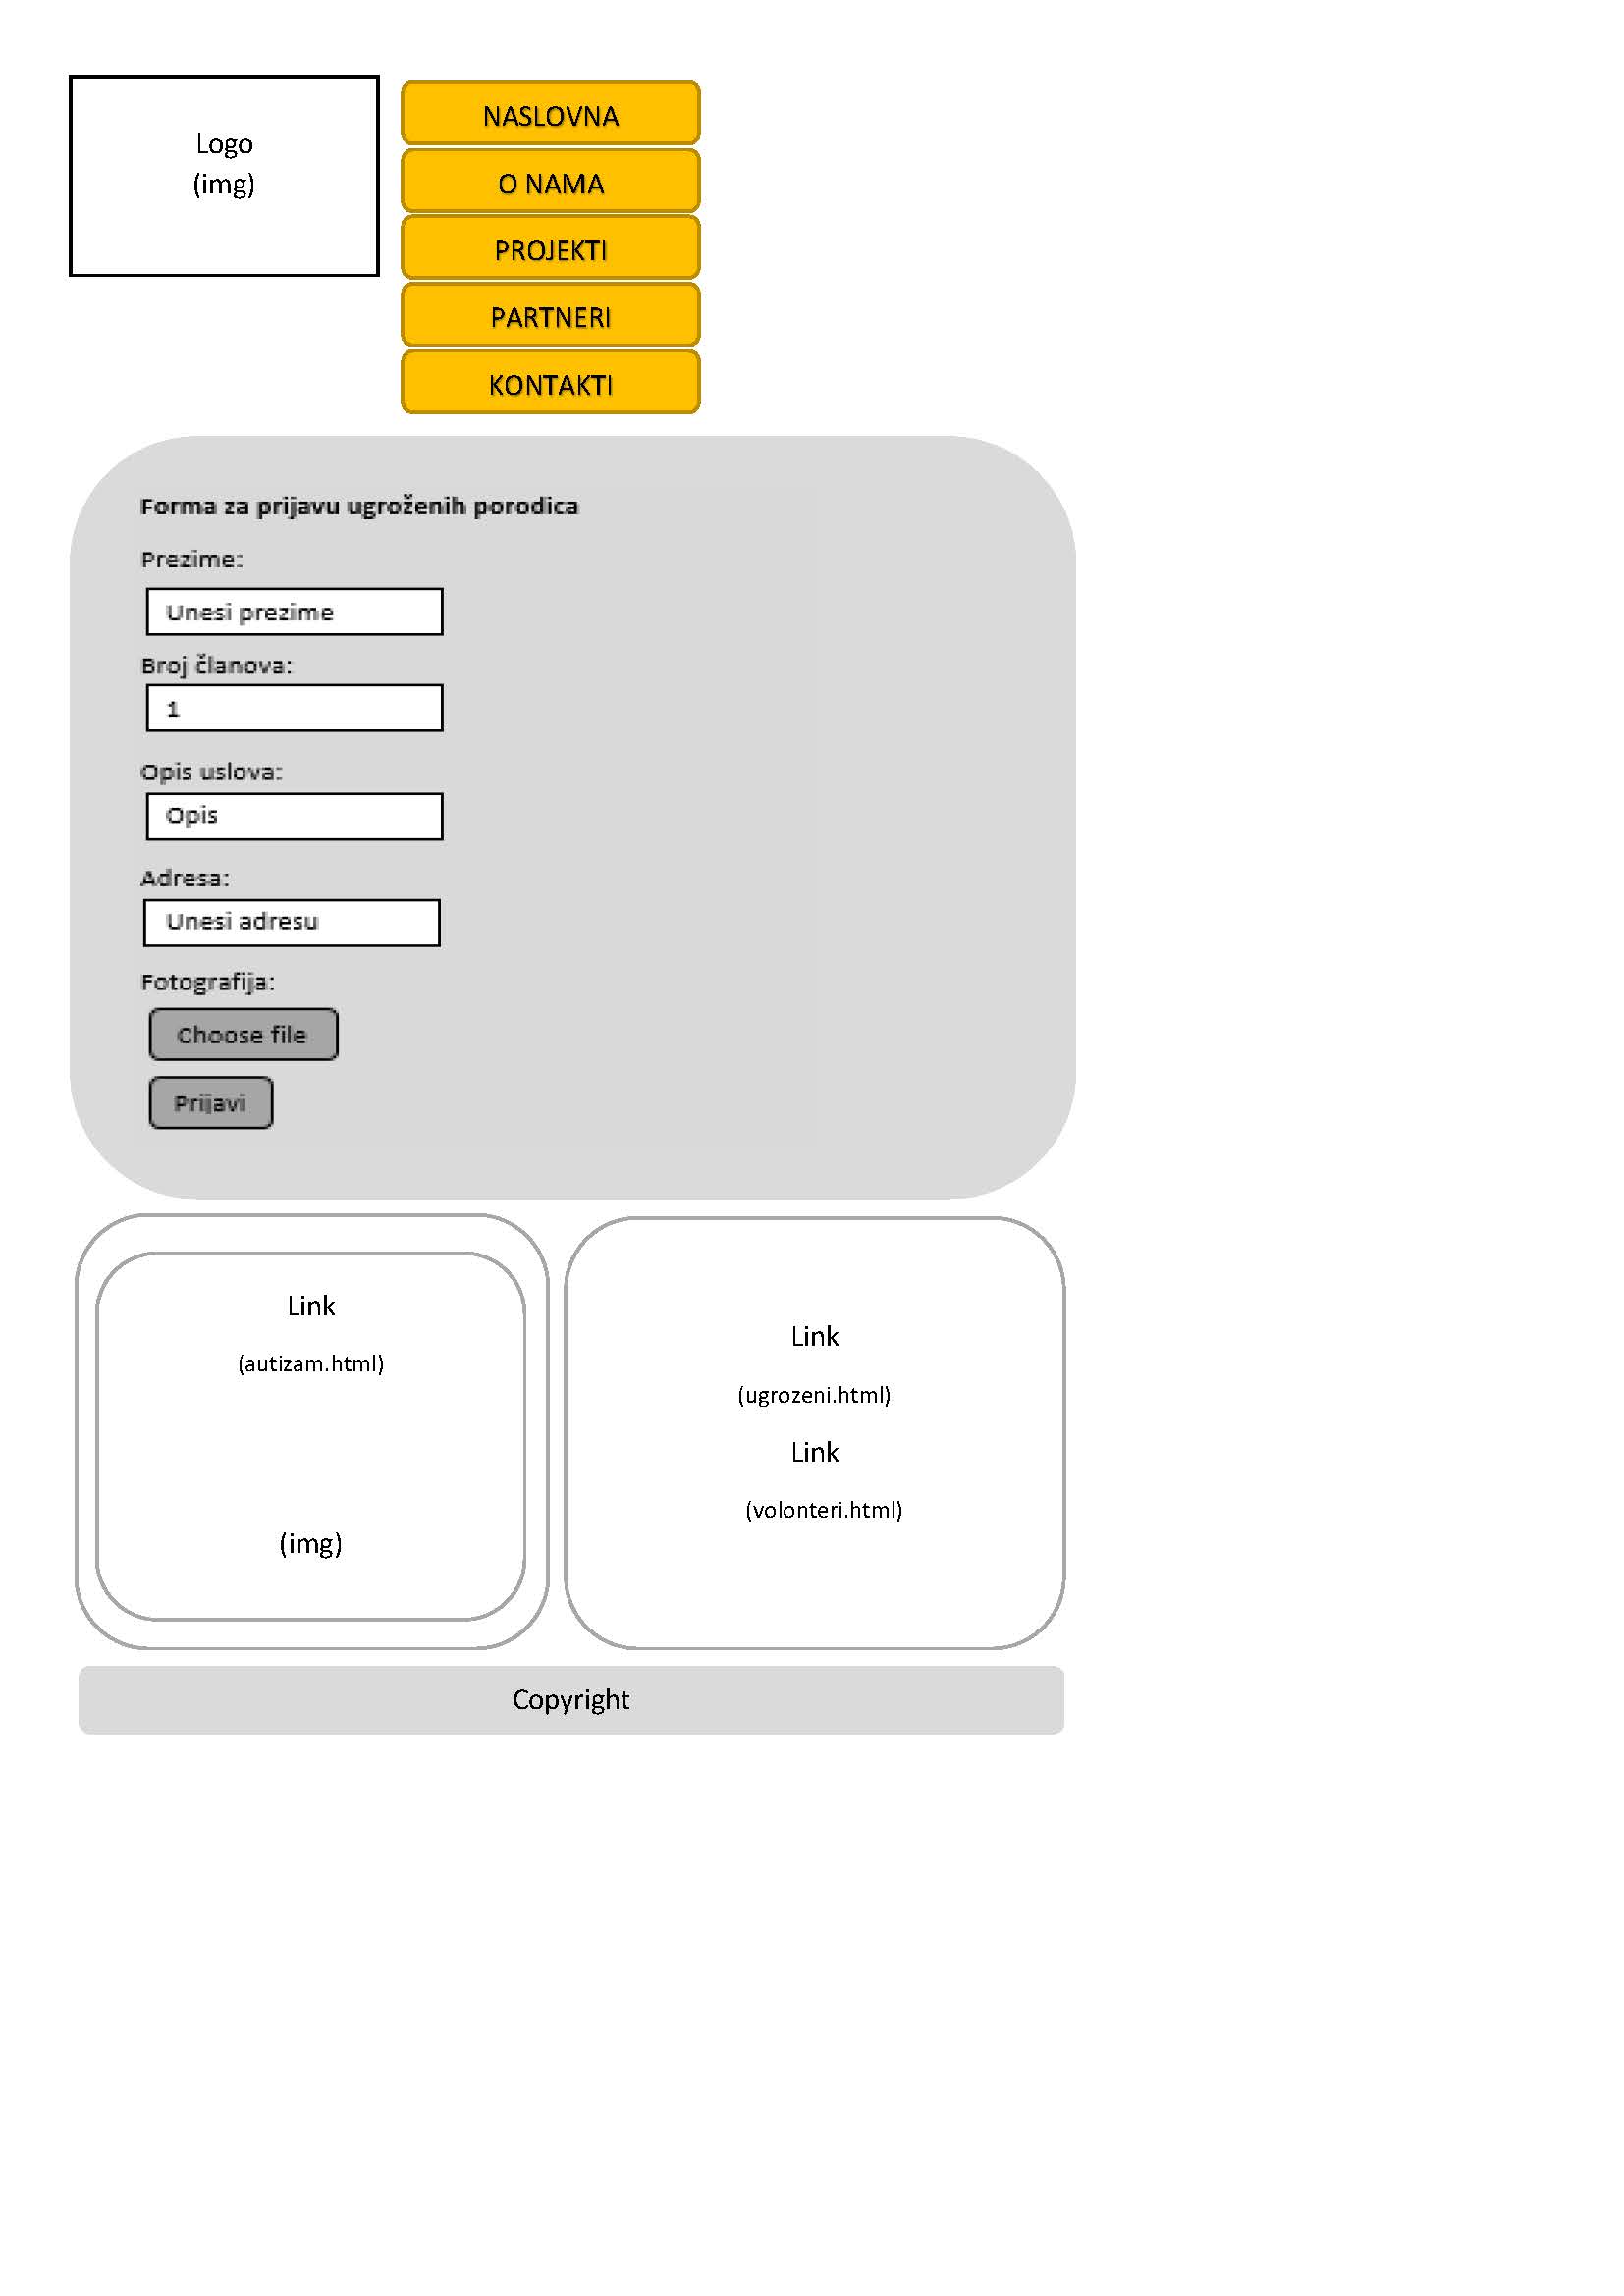 Logo
(img)
NASLOVNA
O NAMA
PROJEKTI
PARTNERI
KONTAKTI
Forma za prijavu ugroženih porodica
Prezime:
Unesi prezime
Broj članova:
1
Opis uslova:
Opis
Adresa:
Unesi adresu
Fotografija:
Choose file
Prijavi
Link
(autizam.html)
(img)
Link
(ugrozeni.html)
Link
(volonteri.html)
Copyright